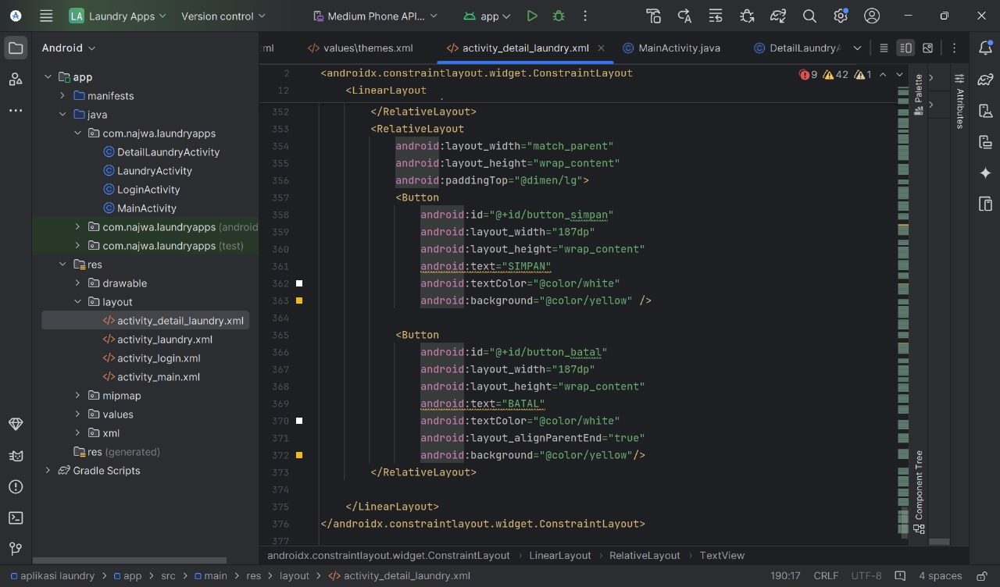 LA Laundry Apps Version control Medium Phone API... app
Android
app
manifests
java
com.najwa.laundryapps
DetailLaundryActivity
LaundryActivity
LoginActivity
MainActivity
com.najwa.laundryapps (android
com.najwa.laundryapps (test)
res
drawable
layout
activity_detail_laundry.xml
activity_laundry.xml
activity_login.xml
activity_main.xml
mipmap
values
xml
res (generated)
Gradle Scripts
ml values\themes.xml activity_detail_laundry.xml MainActivity.java DetailLaundryA
9 42 1
2 <androidx.constraintlayout.widget.ConstraintLayout
12 <LinearLayout
352 </RelativeLayout>
353 <RelativeLayout
354 android:layout_width="match_parent"
355 android:layout_height="wrap_content"
356 android:paddingTop="@dimen/lg">
357 <Button
358 android:id="@+id/button_simpan"
359 android:layout_width="187dp"
360 android:layout_height="wrap_content"
361 android:text="SIMPAN"
362 android:textColor="@color/white"
363 android:background="@color/yellow" />
364
365 <Button
366 android:id="@+id/button_batal"
367 android:layout_width="187dp"
368 android:layout_height="wrap_content"
369 android:text="BATAL"
370 android:textColor="@color/white"
371 android:layout_alignParentEnd="true"
372 android:background="@color/yellow"/>
373 </RelativeLayout>
374
375 </LinearLayout>
376 </androidx.constraintlayout.widget.ConstraintLayout>
377
Palette
Component Tree
Attributes
androidx.constraintlayout.widget.ConstraintLayout LinearLayout RelativeLayout TextView
aplikasi laundry app src main res layout activity_detail_laundry.xml 190:17 CRLF UTF-8 4 spaces